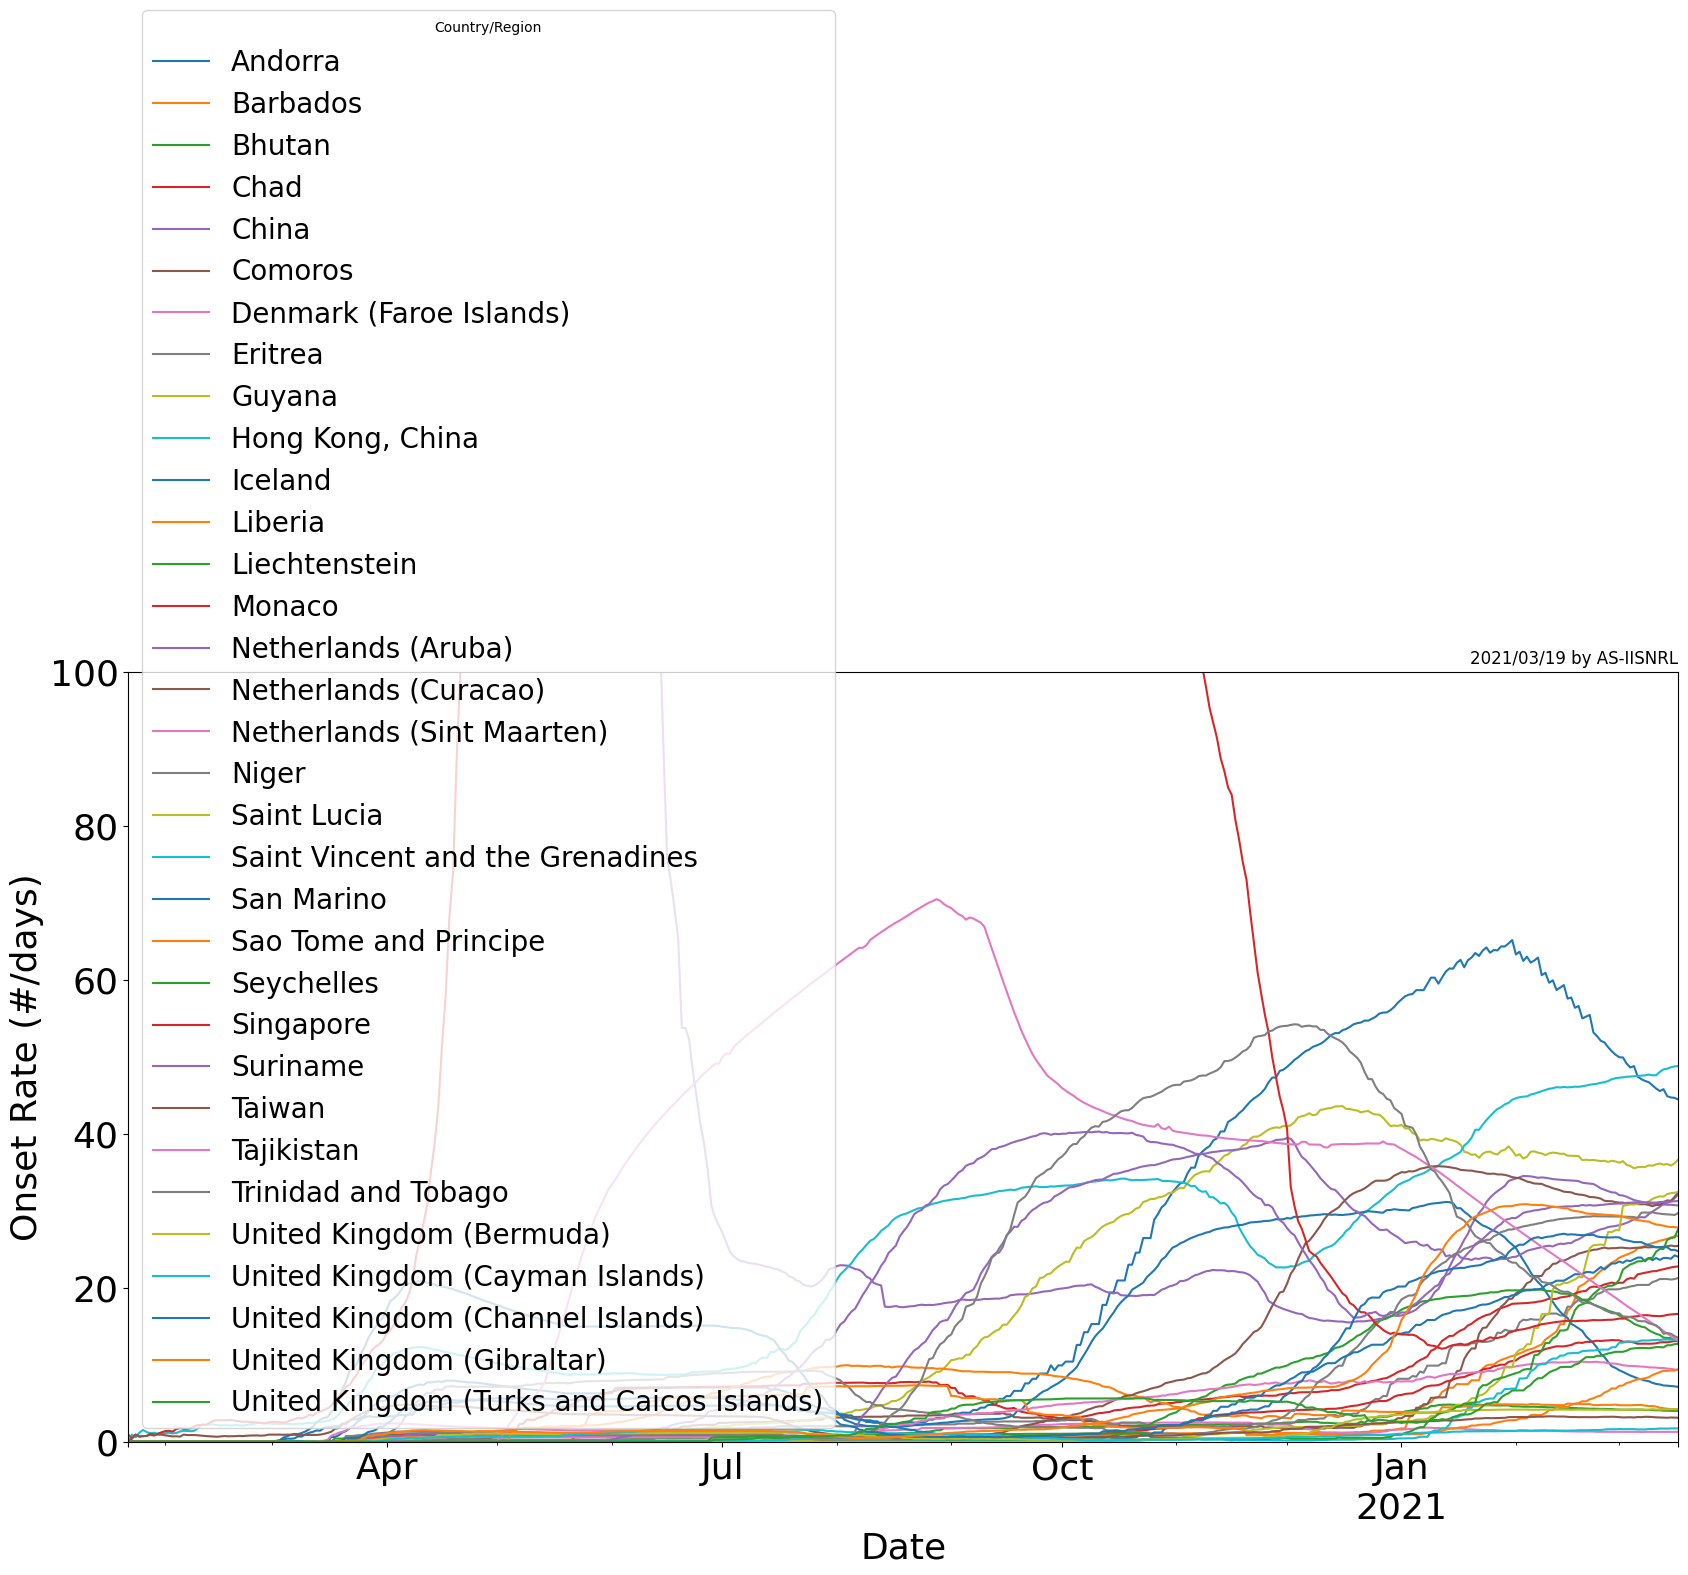 Country/Region
Andorra
Barbados
Bhutan
Chad
China
Comoros
Denmark (Faroe Islands)
Eritrea
Guyana
Hong Kong, China
Iceland
Liberia
Liechtenstein
Monaco
Netherlands (Aruba)
Netherlands (Curacao)
Netherlands (Sint Maarten)
Niger
Saint Lucia
Saint Vincent and the Grenadines
San Marino
Sao Tome and Principe
Seychelles
Singapore
Suriname
Taiwan
Tajikistan
Trinidad and Tobago
United Kingdom (Bermuda)
United Kingdom (Cayman Islands)
United Kingdom (Channel Islands)
United Kingdom (Gibraltar)
United Kingdom (Turks and Caicos Islands)
2021/03/19 by AS-IISNRL
100
80
60
40
20
0
Onset Rate (#/days)
Apr
Jul
Oct
Jan
2021
Date